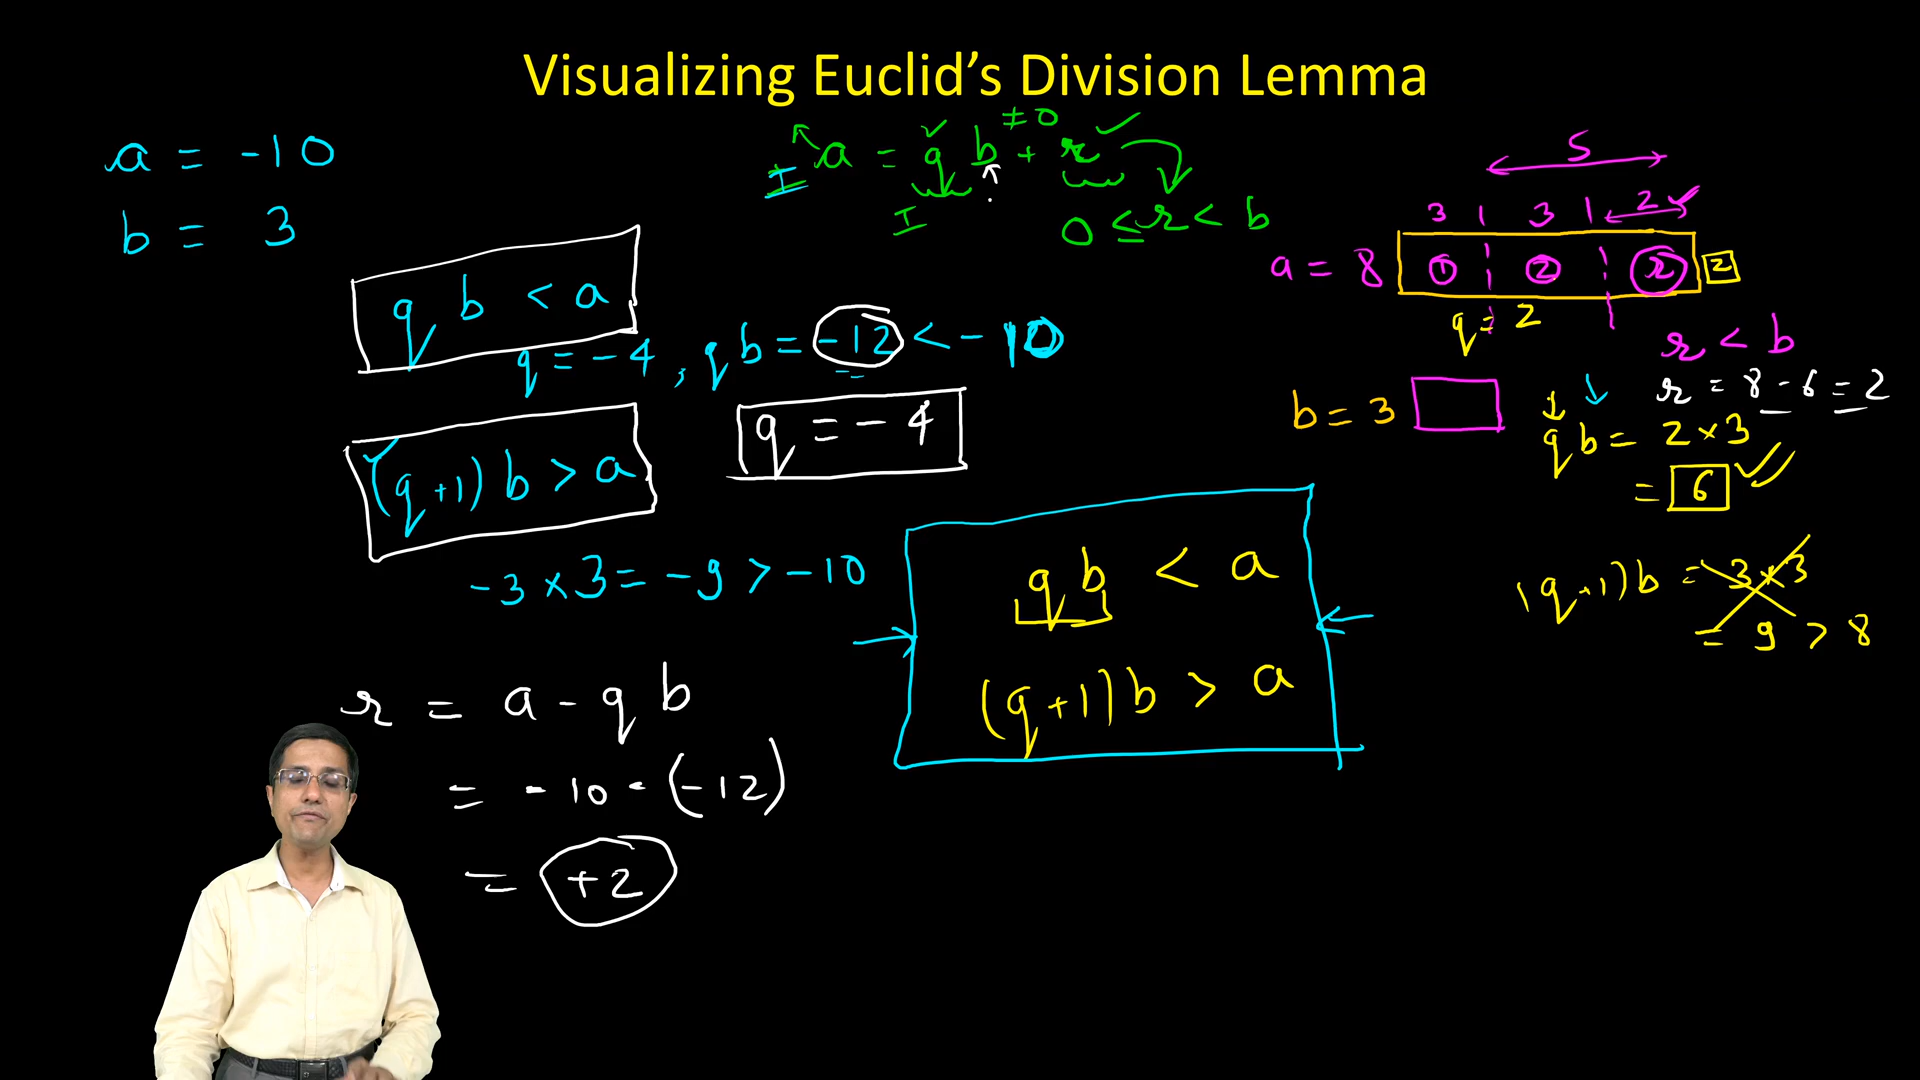 Visualizing Euclid's Division Lemma
a = -10
b = 3
I a = q b + r
≠ 0
I
0 ≤ r < b
q b < a
q = -4 , q b = -12 < -10
(q+1) b > a
q = -4
-3 × 3 = -9 > -10
r = a - q b
= -10 - (-12)
= +2
q b < a
(q+1) b > a
5
3 3 2
a = 8 1 2 r 2
q = 2
r < b
r = 8 - 6 = 2
b = 3
q b = 2 × 3
= 6
(q+1) b = 3 × 3
= 9 > 8